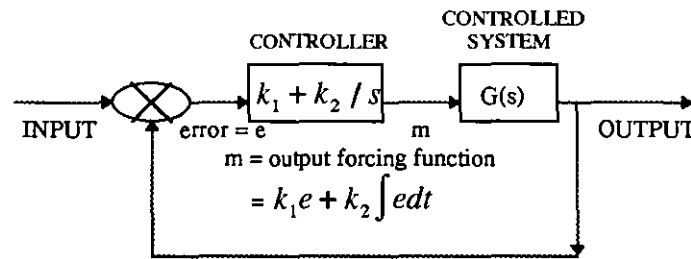 CONTROLLED
SYSTEM
CONTROLLER
k₁ + k₂ / s
G(s)
INPUT
error = e
m
OUTPUT
m = output forcing function
= k₁e + k₂∫edt